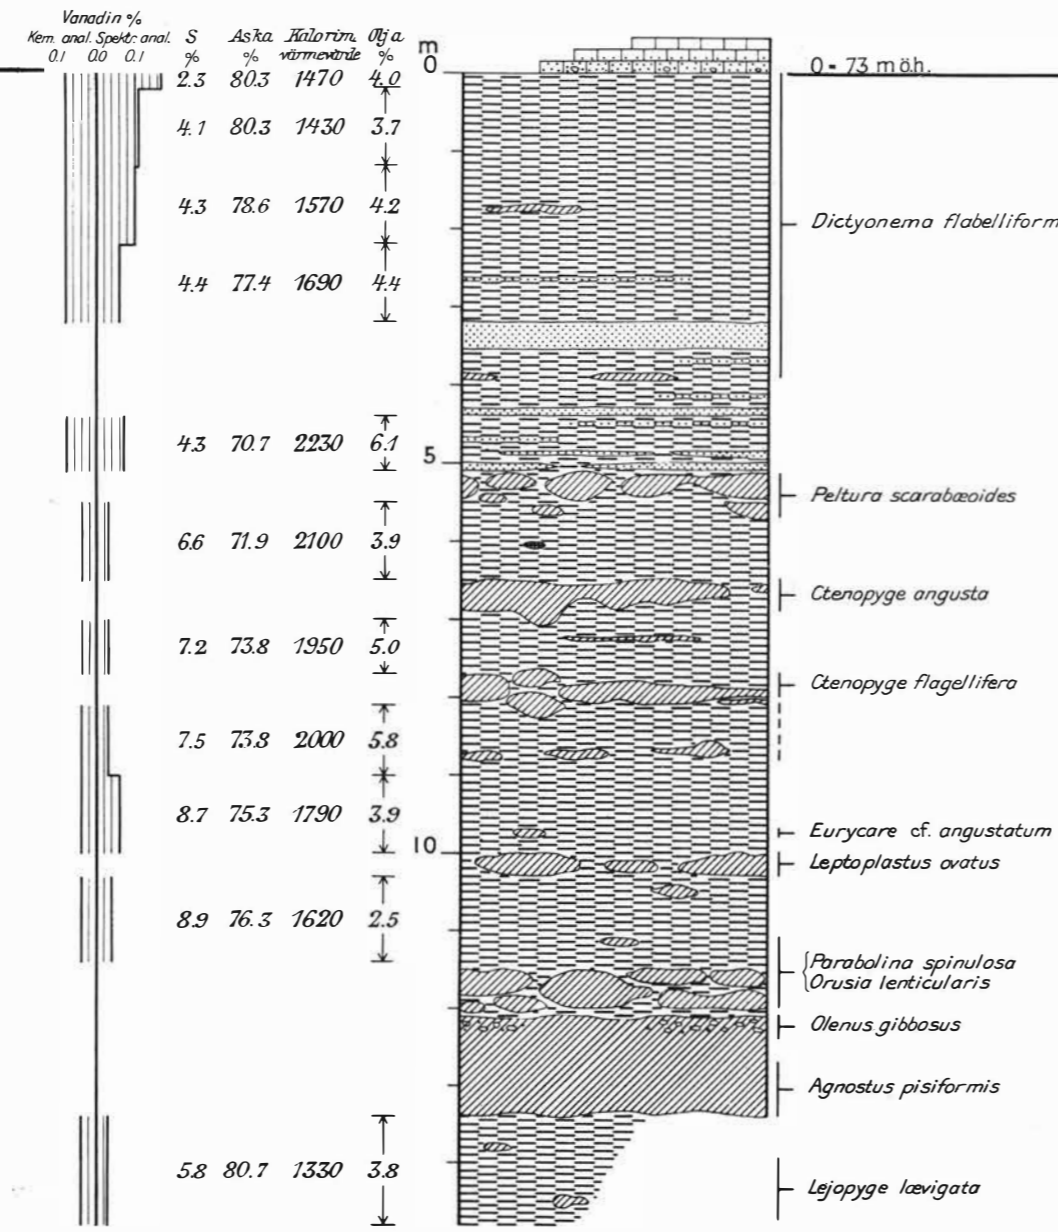 Vanadin %
Kem. anal. Spektr. anal. S Aska Kalorim. Olja
0.1 0.0 0.1 % % värmevärde %
m
0
0 = 73 m ö.h.
2.3 80.3 1470 4.0
4.1 80.3 1430 3.7
4.3 78.6 1570 4.2
Dictyonema flabelliform
4.4 77.4 1690 4.4
4.3 70.7 2230 6.1
5
Peltura scarabæoides
6.6 71.9 2100 3.9
Ctenopyge angusta
7.2 73.8 1950 5.0
Ctenopyge flagellifera
7.5 73.8 2000 5.8
8.7 75.3 1790 3.9
Eurycare cf. angustatum
10
Leptoplastus ovatus
8.9 76.3 1620 2.5
Parabolina spinulosa
Orusia lenticularis
Olenus gibbosus
Agnostus pisiformis
5.8 80.7 1330 3.8
Lejopyge lævigata